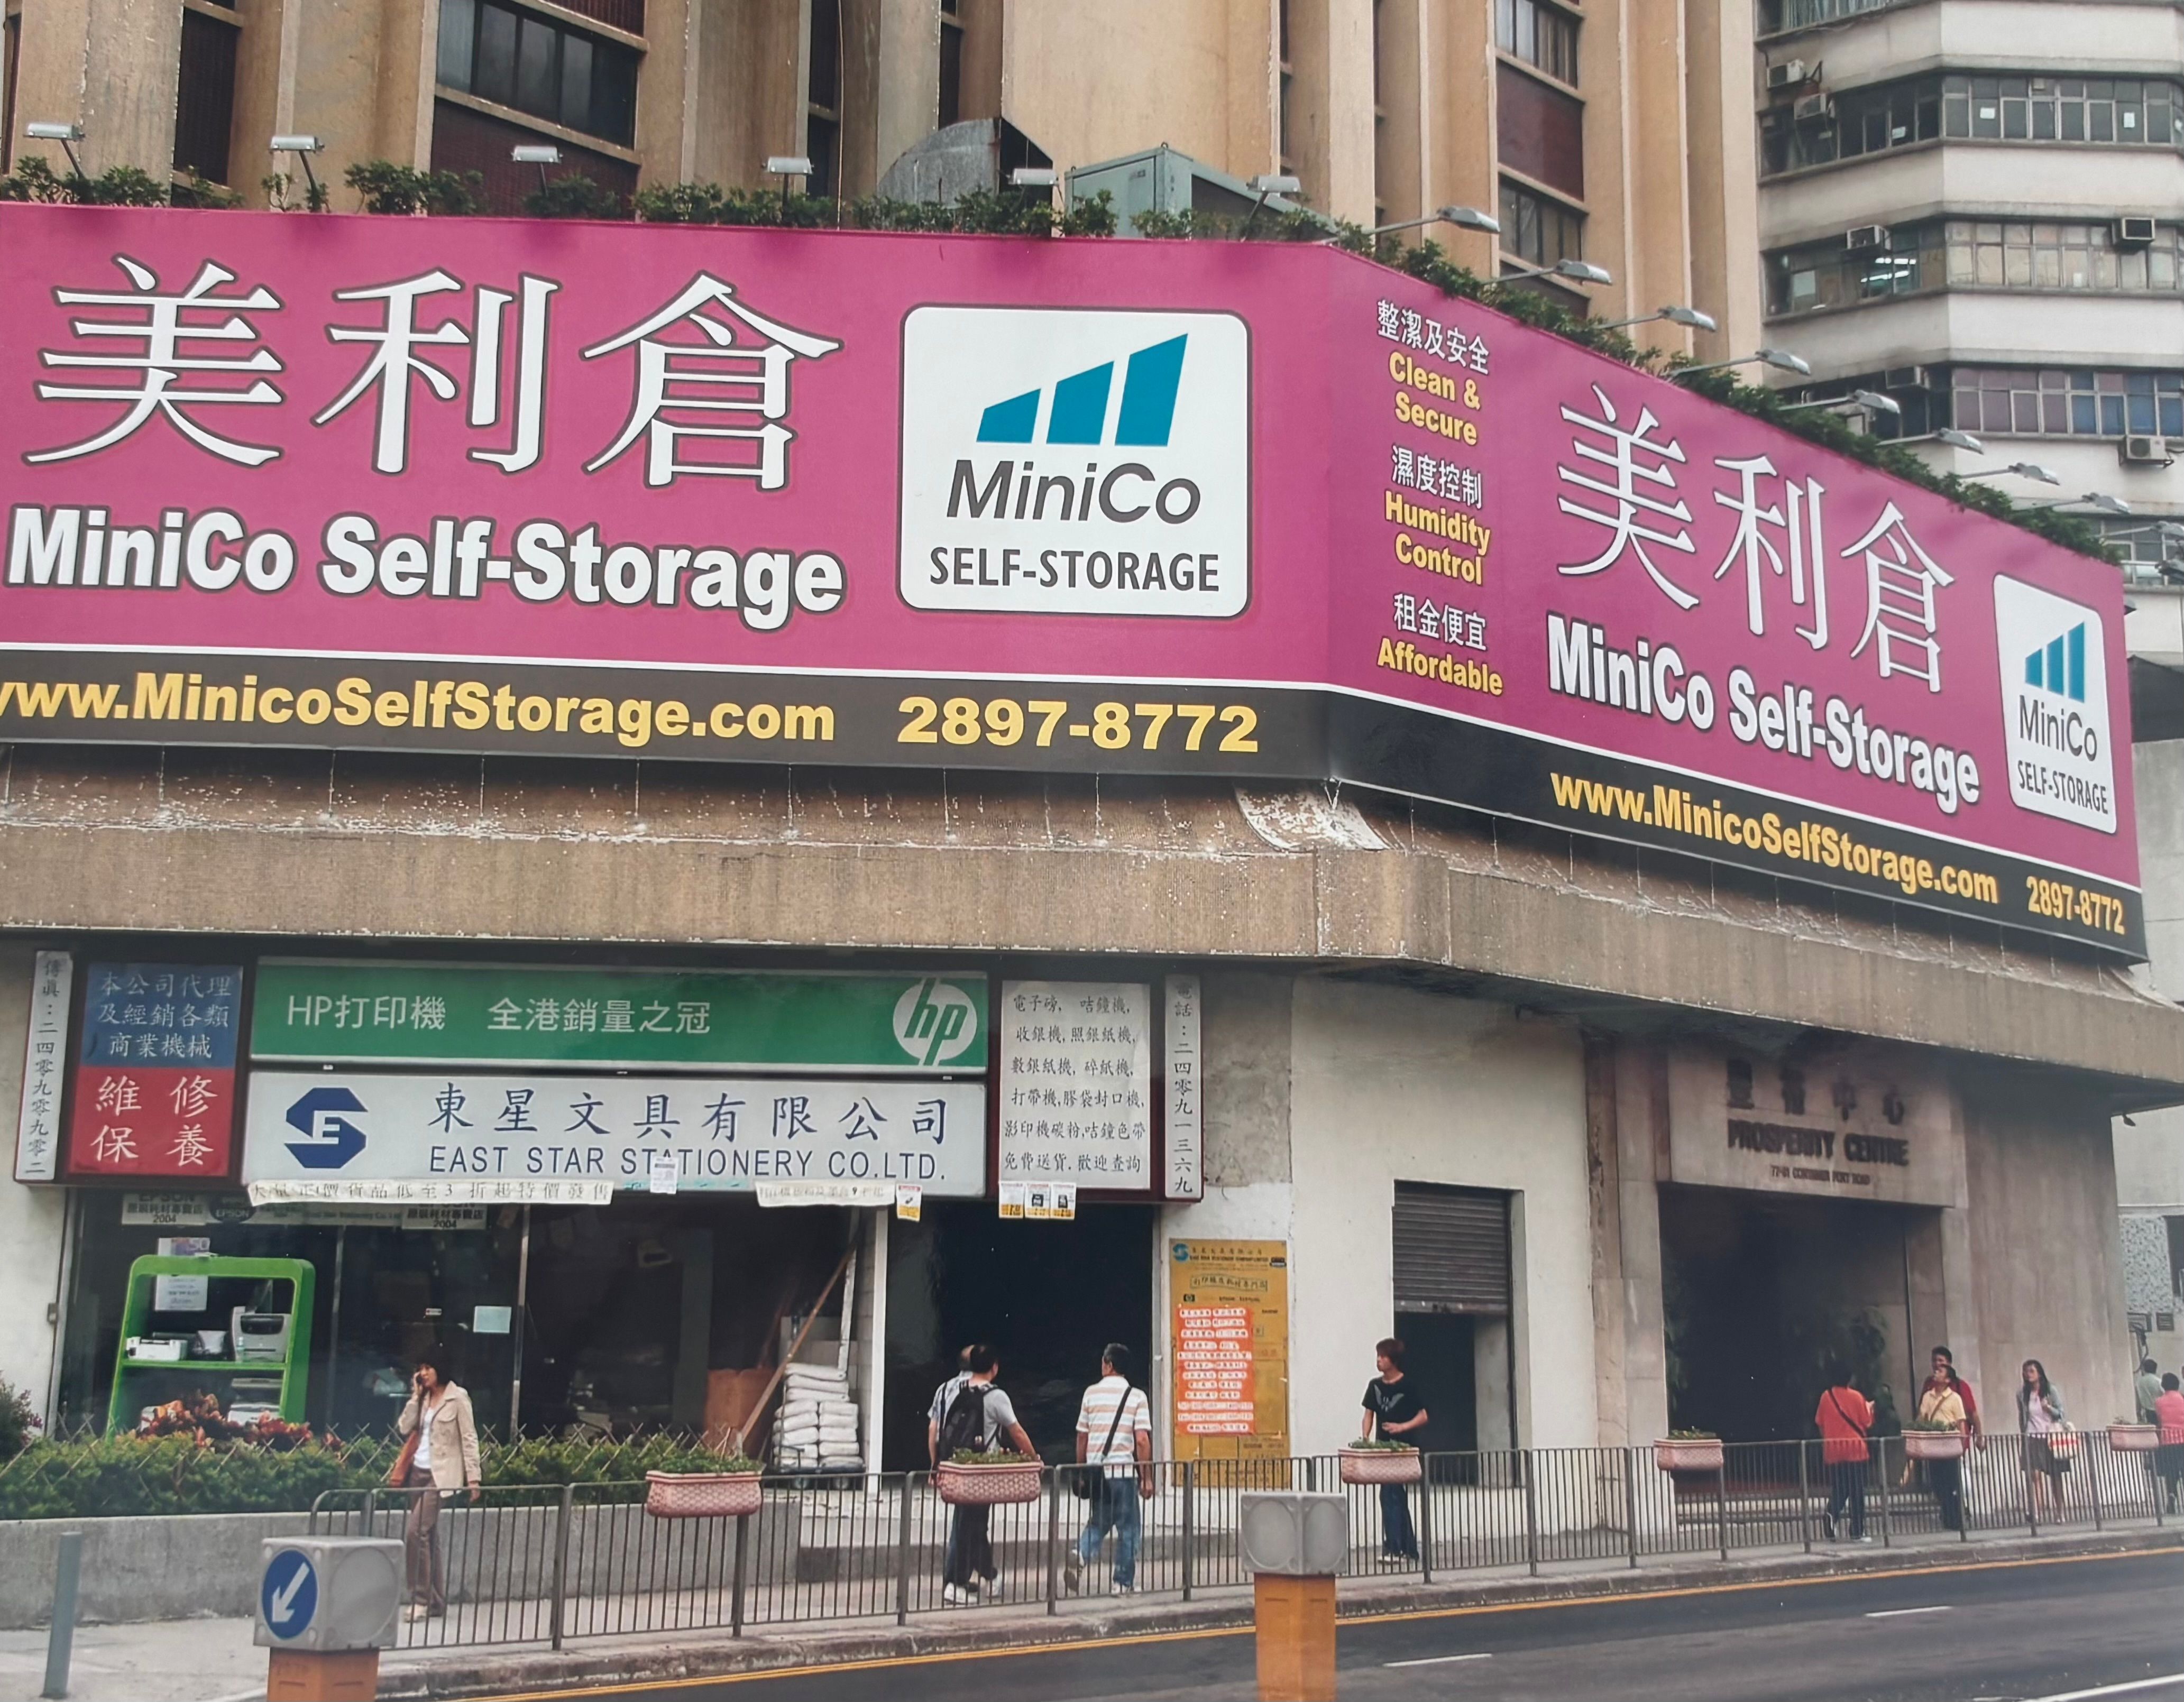 美利倉
MiniCo Self-Storage
MiniCo
SELF-STORAGE
www.MinicoSelfStorage.com 2897-8772
整潔及安全
Clean &
Secure
濕度控制
Humidity
Control
租金便宜
Affordable
美利倉
MiniCo Self-Storage
MiniCo
SELF-STORAGE
www.MinicoSelfStorage.com 2897-8772
傳真：二四零九九零九零二
本公司代理
及經銷各類
商業機械
維修
保養
HP打印機 全港銷量之冠
hp
東星文具有限公司
EAST STAR STATIONERY CO.LTD.
電子磅, 咭鐘機,
收銀機,照銀紙機,
數銀紙機,碎紙機,
打帶機,膠袋封口機,
影印機碳粉,咭鐘色帶
免費送貨.歡迎查詢
電話：二四零九一三六九
EPSON
2004
2004
中心
PROSPERITY CENTRE